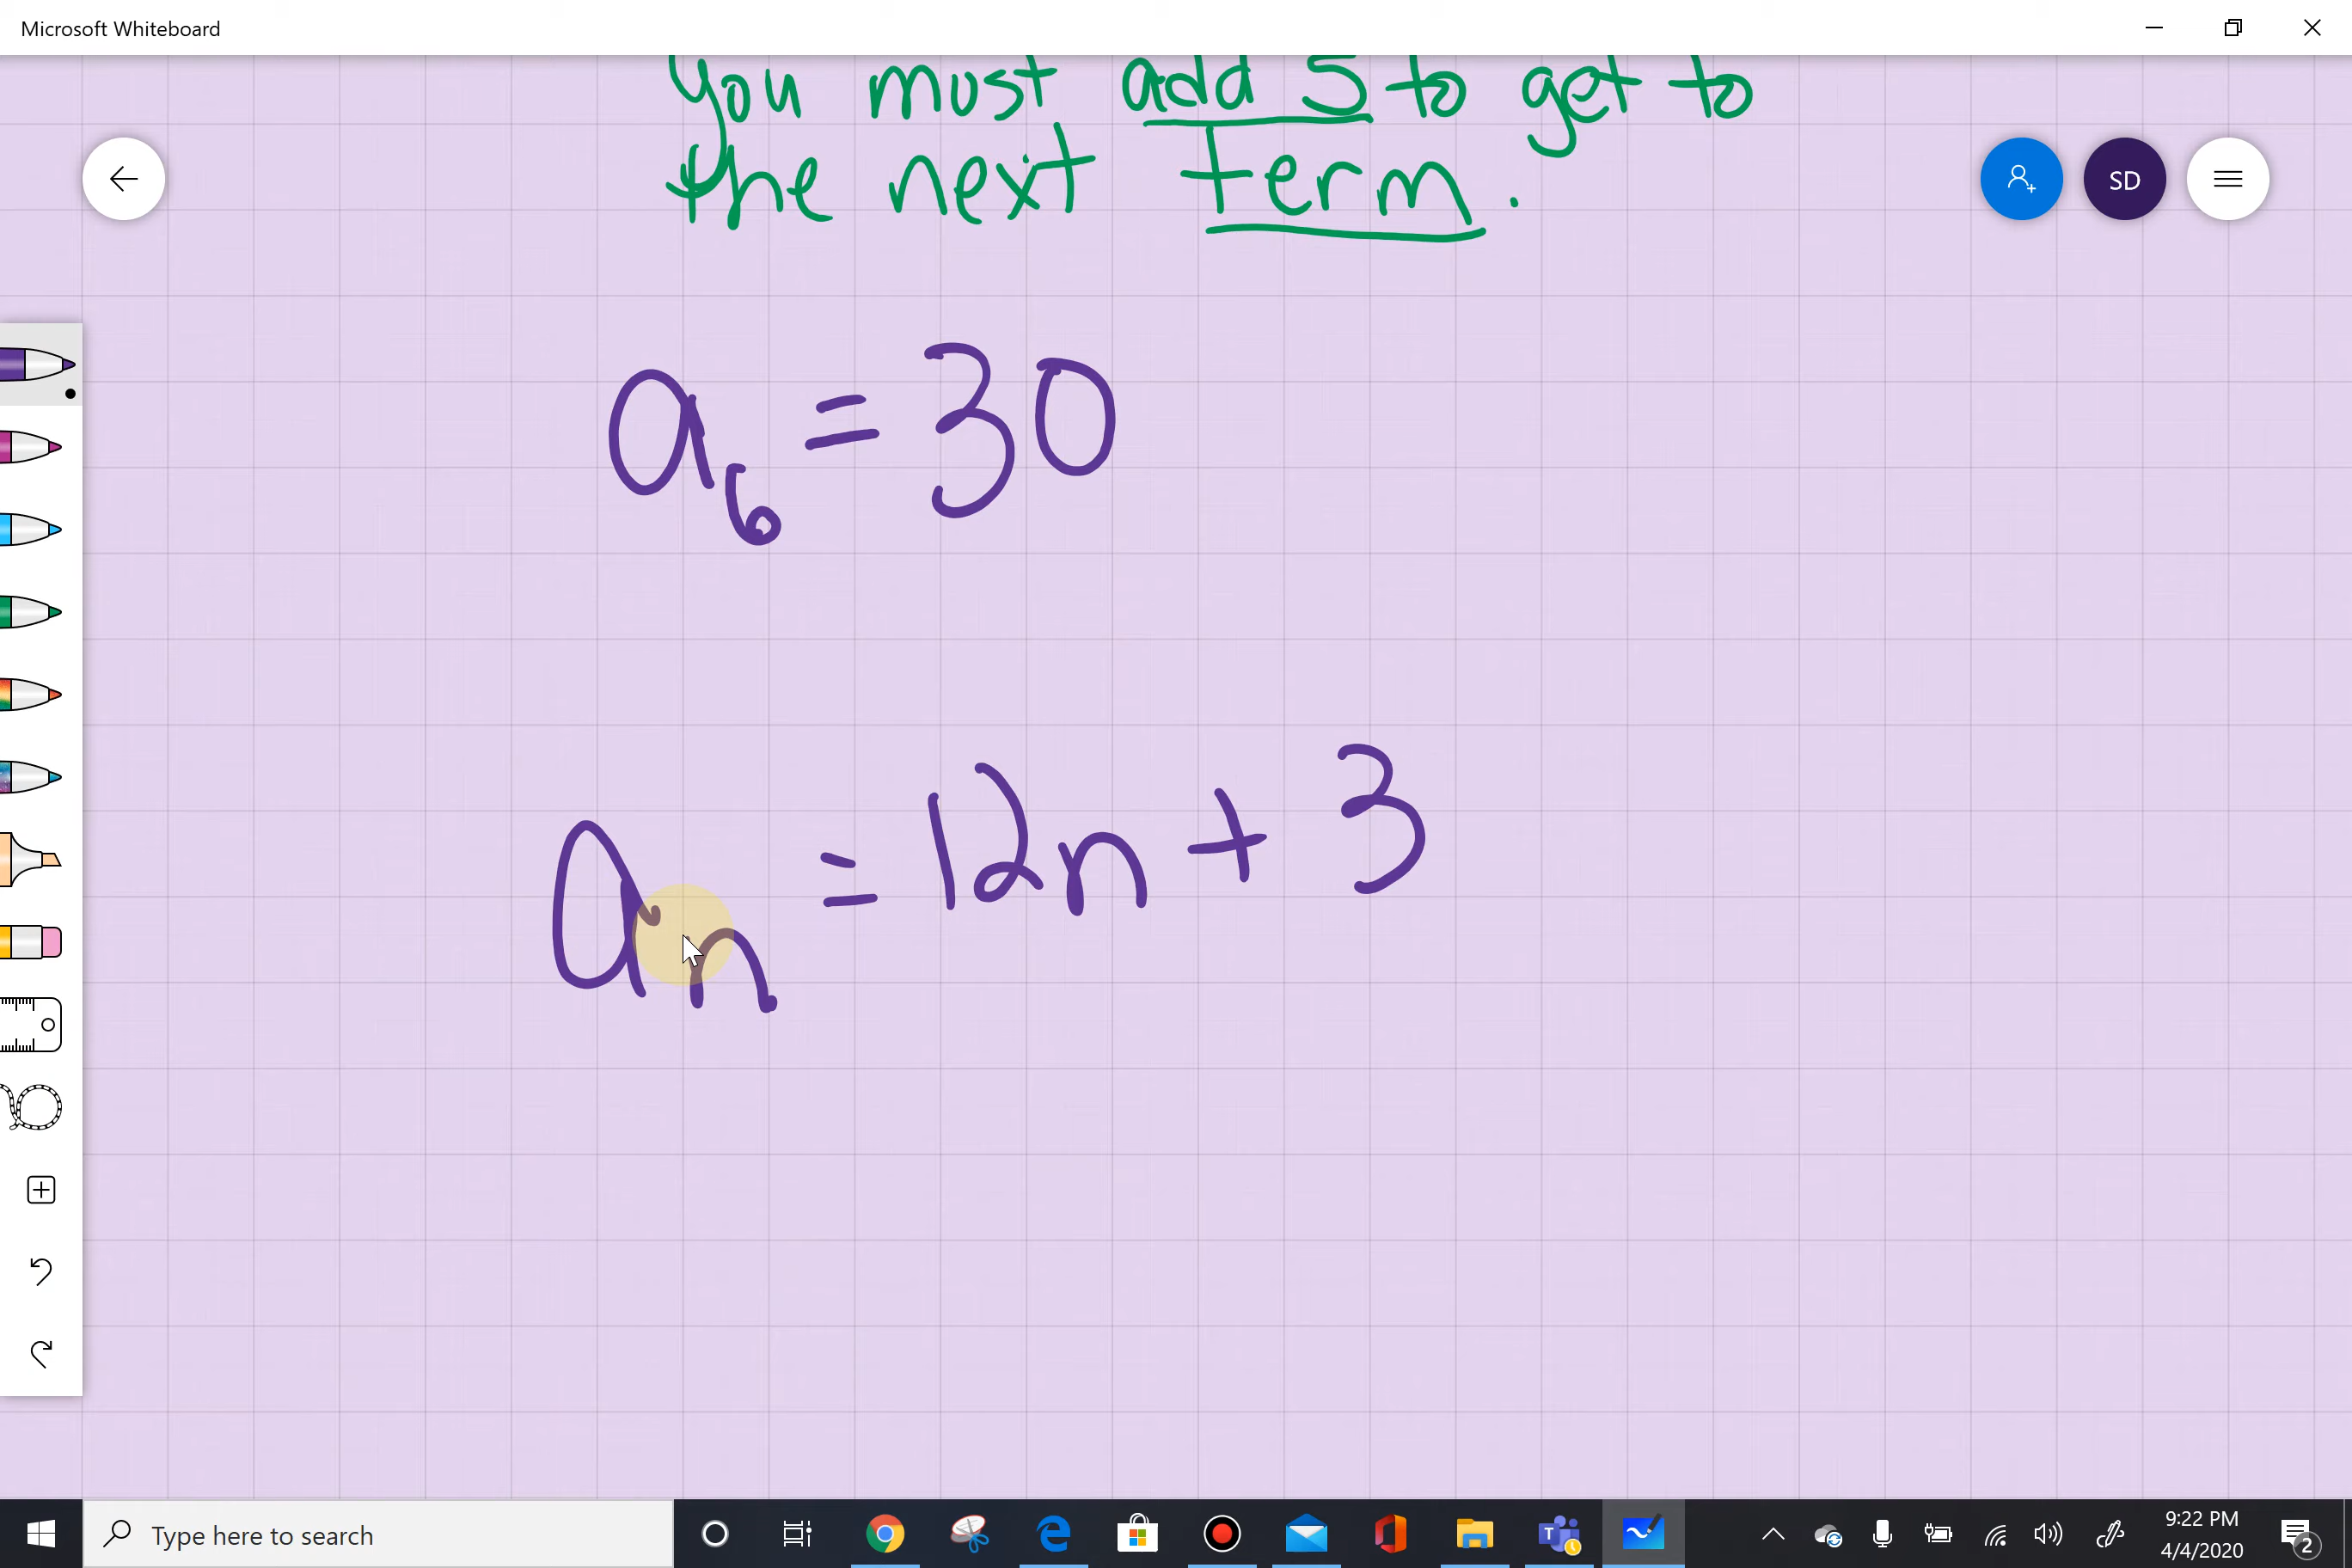 Microsoft Whiteboard
you must add 5 to get to
the next term.
SD
a₆ = 30
aₙ = 12n + 3
Type here to search
9:22 PM
4/4/2020
2